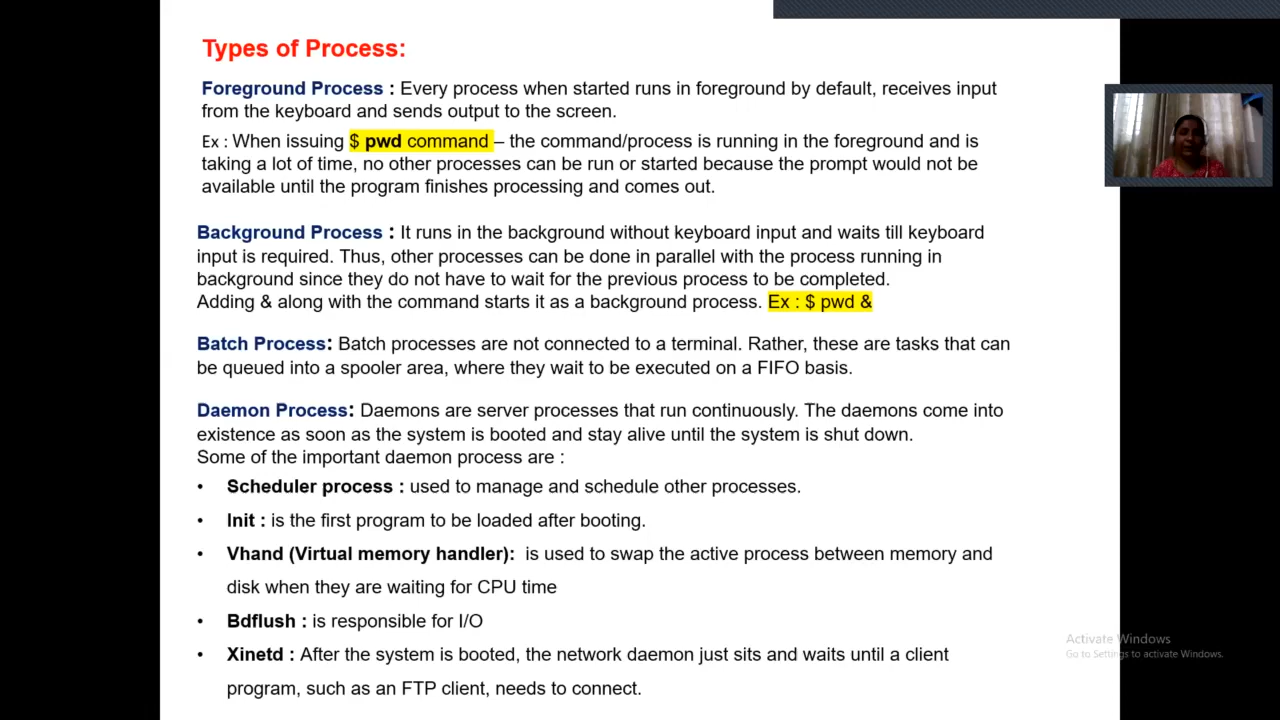 Types of Process:
Foreground Process : Every process when started runs in foreground by default, receives input
from the keyboard and sends output to the screen.
Ex : When issuing $ pwd command – the command/process is running in the foreground and is
taking a lot of time, no other processes can be run or started because the prompt would not be
available until the program finishes processing and comes out.
Background Process : It runs in the background without keyboard input and waits till keyboard
input is required. Thus, other processes can be done in parallel with the process running in
background since they do not have to wait for the previous process to be completed.
Adding & along with the command starts it as a background process. Ex : $ pwd &
Batch Process: Batch processes are not connected to a terminal. Rather, these are tasks that can
be queued into a spooler area, where they wait to be executed on a FIFO basis.
Daemon Process: Daemons are server processes that run continuously. The daemons come into
existence as soon as the system is booted and stay alive until the system is shut down.
Some of the important daemon process are :
• Scheduler process : used to manage and schedule other processes.
• Init : is the first program to be loaded after booting.
• Vhand (Virtual memory handler): is used to swap the active process between memory and
disk when they are waiting for CPU time
• Bdflush : is responsible for I/O
• Xinetd : After the system is booted, the network daemon just sits and waits until a client
program, such as an FTP client, needs to connect.
Activate Windows
Go to Settings to activate Windows.